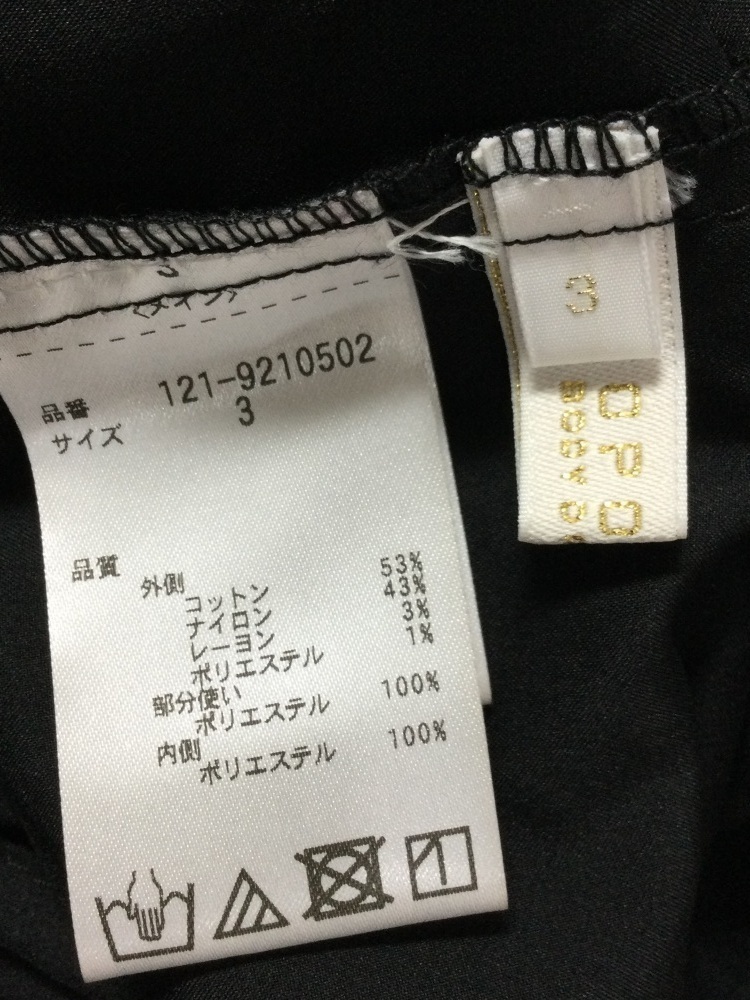 <メイン>
品番 121-9210502
サイズ 3
品質
外側
コットン 53%
ナイロン 43%
レーヨン 3%
ポリエステル 1%
部分使い
ポリエステル 100%
内側
ポリエステル 100%
3
OPO